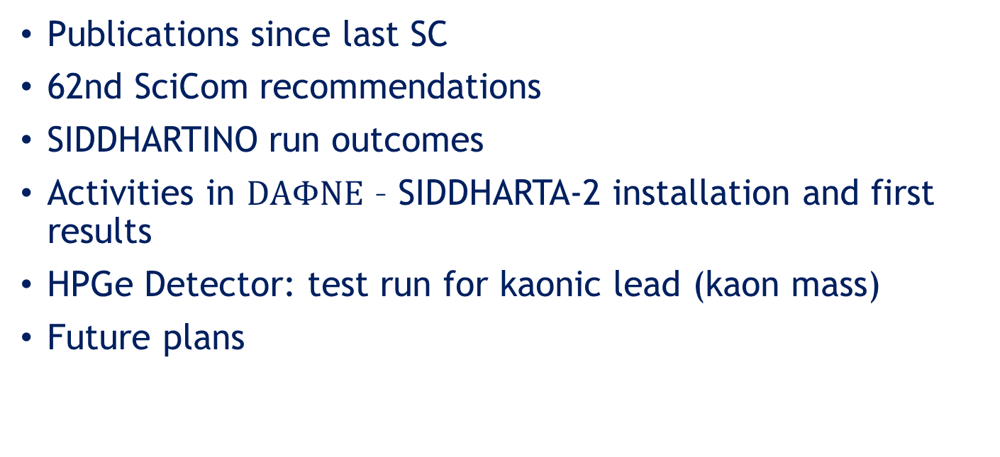 • Publications since last SC
• 62nd SciCom recommendations
• SIDDHARTINO run outcomes
• Activities in DAΦNE – SIDDHARTA-2 installation and first
results
• HPGe Detector: test run for kaonic lead (kaon mass)
• Future plans